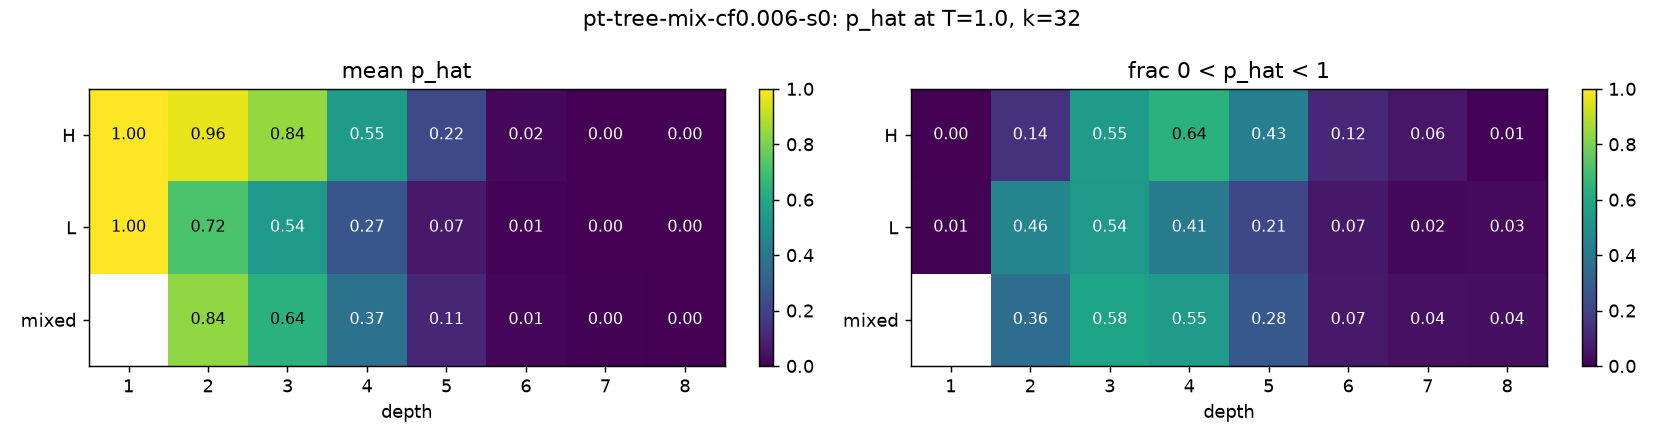 pt-tree-mix-cf0.006-s0: p_hat at T=1.0, k=32
mean p_hat
H 1.00 0.96 0.84 0.55 0.22 0.02 0.00 0.00
L 1.00 0.72 0.54 0.27 0.07 0.01 0.00 0.00
mixed 0.84 0.64 0.37 0.11 0.01 0.00 0.00
1 2 3 4 5 6 7 8
depth
1.0
0.8
0.6
0.4
0.2
0.0
frac 0 < p_hat < 1
H 0.00 0.14 0.55 0.64 0.43 0.12 0.06 0.01
L 0.01 0.46 0.54 0.41 0.21 0.07 0.02 0.03
mixed 0.36 0.58 0.55 0.28 0.07 0.04 0.04
1 2 3 4 5 6 7 8
depth
1.0
0.8
0.6
0.4
0.2
0.0